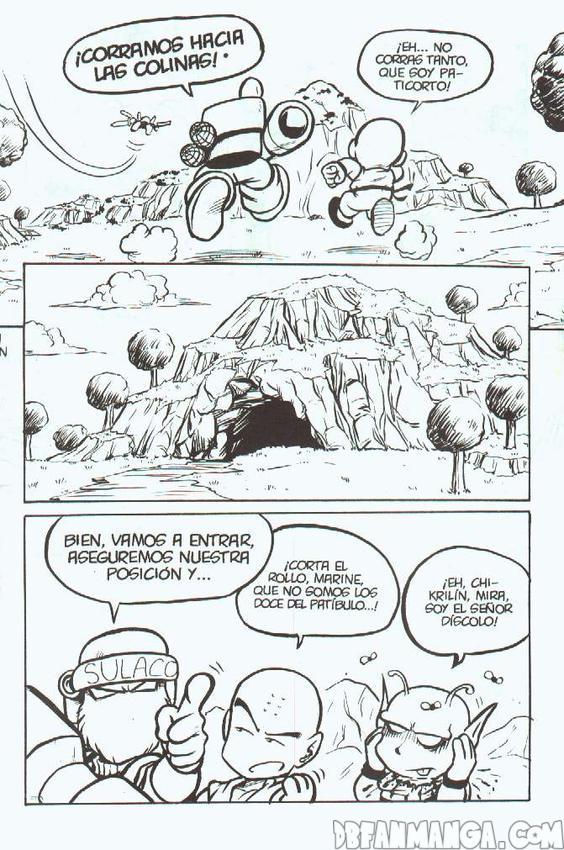 ¡CORRAMOS HACIA
LAS COLINAS! *
¡EH... NO
CORRAS TANTO,
QUE SOY PA-
TICORTO!
N
BIEN, VAMOS A ENTRAR,
ASEGUREMOS NUESTRA
POSICIÓN Y...
¡CORTA EL
ROLLO, MARINE,
QUE NO SOMOS LOS
DOCE DEL PATÍBULO...!
¡EH, CHI-
KRILÍN, MIRA,
SOY EL SEÑOR
DÍSCOLO!
SULACO
DBFANMANGA.COM